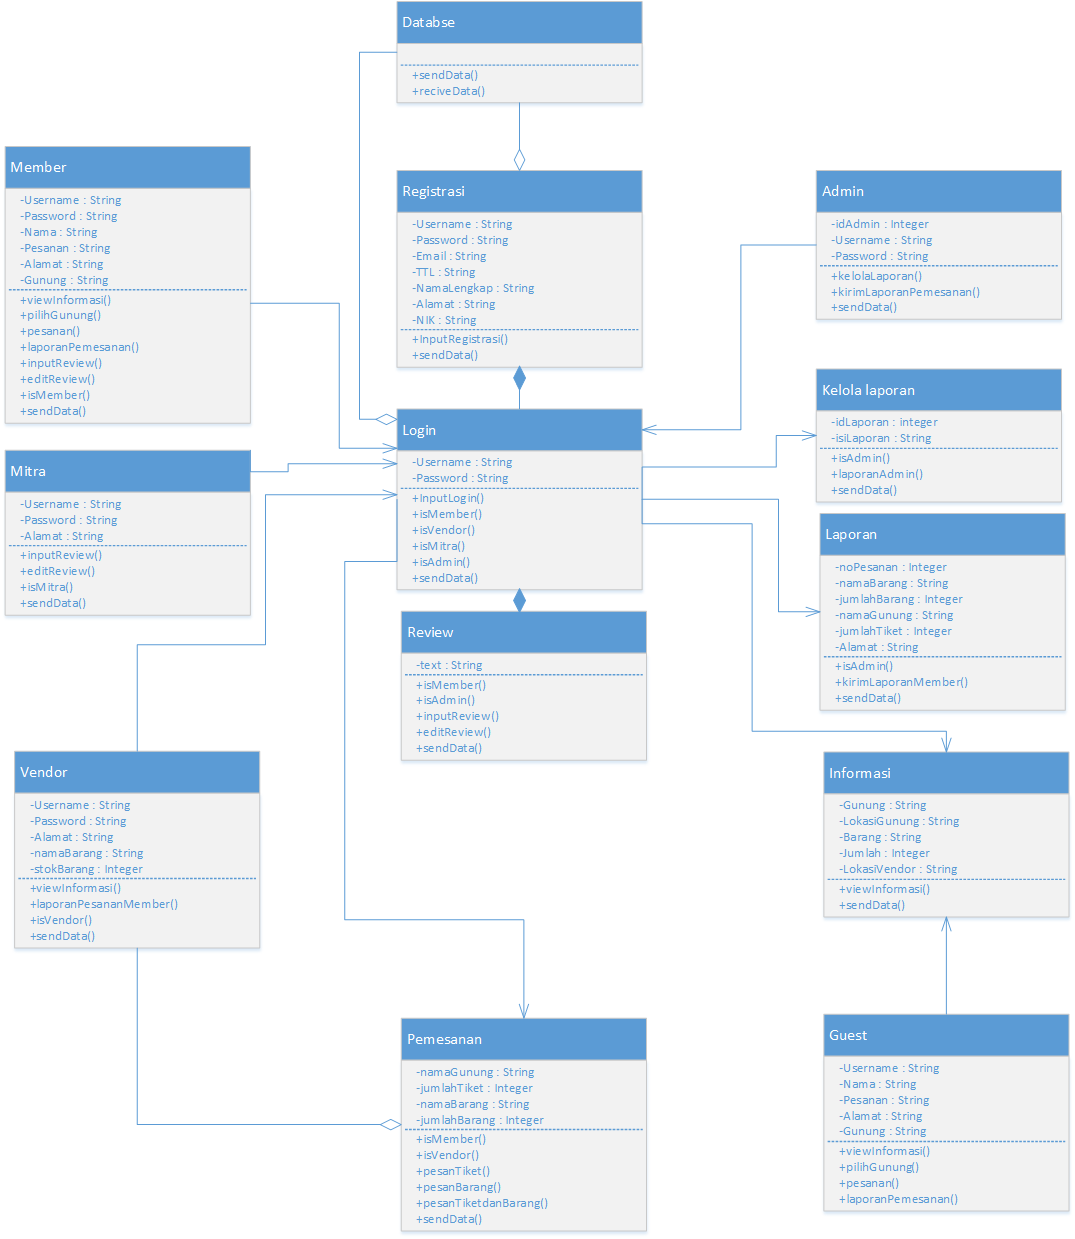 Databse
+sendData()
+reciveData()
Member
-Username : String
-Password : String
-Nama : String
-Pesanan : String
-Alamat : String
-Gunung : String
+viewInformasi()
+pilihGunung()
+pesanan()
+laporanPemesanan()
+inputReview()
+editReview()
+isMember()
+sendData()
Registrasi
-Username : String
-Password : String
-Email : String
-TTL : String
-NamaLengkap : String
-Alamat : String
-NIK : String
+InputRegistrasi()
+sendData()
Admin
-idAdmin : Integer
-Username : String
-Password : String
+kelolaLaporan()
+kirimLaporanPemesanan()
+sendData()
Kelola laporan
-idLaporan : integer
-isiLaporan : String
+isAdmin()
+laporanAdmin()
+sendData()
Login
-Username : String
-Password : String
+InputLogin()
+isMember()
+isVendor()
+isMitra()
+isAdmin()
+sendData()
Mitra
-Username : String
-Password : String
-Alamat : String
+inputReview()
+editReview()
+isMitra()
+sendData()
Laporan
-noPesanan : Integer
-namaBarang : String
-jumlahBarang : Integer
-namaGunung : String
-jumlahTiket : Integer
-Alamat : String
+isAdmin()
+kirimLaporanMember()
+sendData()
Review
-text : String
+isMember()
+isAdmin()
+inputReview()
+editReview()
+sendData()
Vendor
-Username : String
-Password : String
-Alamat : String
-namaBarang : String
-stokBarang : Integer
+viewInformasi()
+laporanPesananMember()
+isVendor()
+sendData()
Informasi
-Gunung : String
-LokasiGunung : String
-Barang : String
-Jumlah : Integer
-LokasiVendor : String
+viewInformasi()
+sendData()
Pemesanan
-namaGunung : String
-jumlahTiket : Integer
-namaBarang : String
-jumlahBarang : Integer
+isMember()
+isVendor()
+pesanTiket()
+pesanBarang()
+pesanTiketdanBarang()
+sendData()
Guest
-Username : String
-Nama : String
-Pesanan : String
-Alamat : String
-Gunung : String
+viewInformasi()
+pilihGunung()
+pesanan()
+laporanPemesanan()